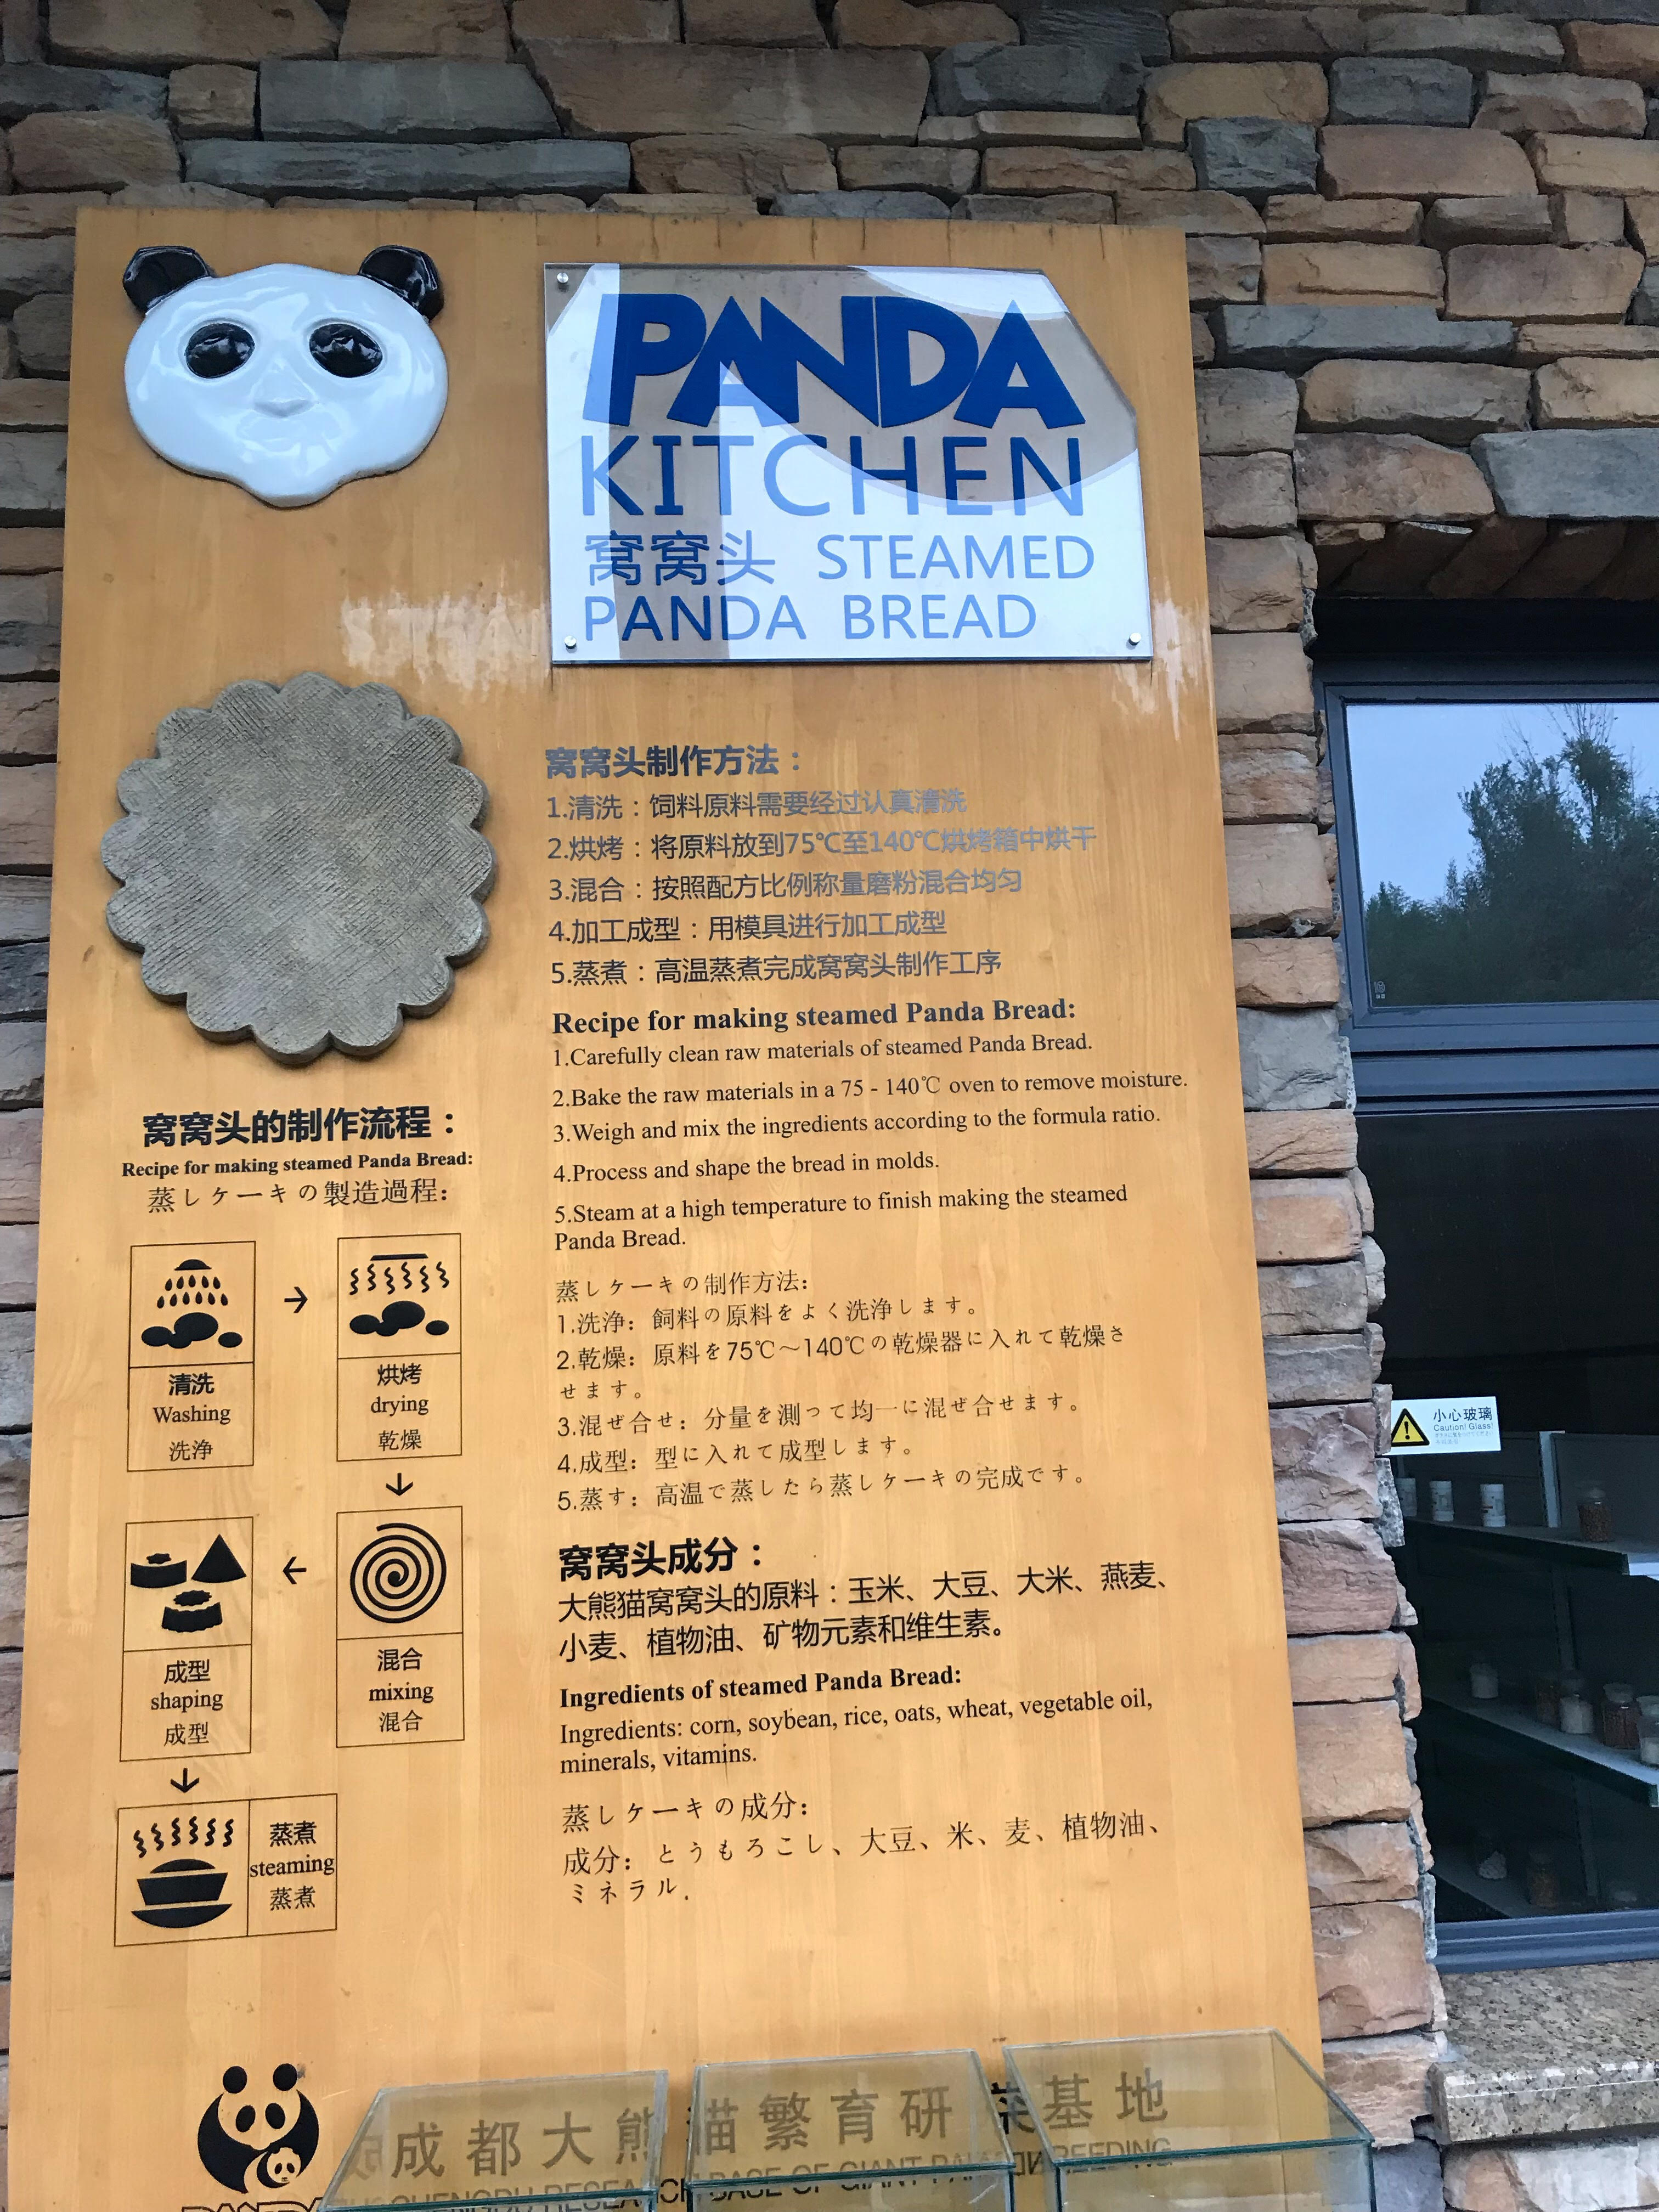 PANDA
KITCHEN
窝窝头 STEAMED
PANDA BREAD
窝窝头制作方法：
1.清洗：饲料原料需要经过认真清洗
2.烘烤：将原料放到75℃至140℃烘烤箱中烘干
3.混合：按照配方比例称量磨粉混合均匀
4.加工成型：用模具进行加工成型
5.蒸煮：高温蒸煮完成窝窝头制作工序
Recipe for making steamed Panda Bread:
1.Carefully clean raw materials of steamed Panda Bread.
2.Bake the raw materials in a 75 - 140℃ oven to remove moisture.
3.Weigh and mix the ingredients according to the formula ratio.
4.Process and shape the bread in molds.
5.Steam at a high temperature to finish making the steamed
Panda Bread.
蒸しケーキの制作方法:
1.洗浄: 飼料の原料をよく洗浄します。
2.乾燥: 原料を75℃～140℃の乾燥器に入れて乾燥さ
せます。
3.混ぜ合せ: 分量を測って均一に混ぜ合せます。
4.成型: 型に入れて成型します。
5.蒸す: 高温で蒸したら蒸しケーキの完成です。
窝窝头成分：
大熊猫窝窝头的原料：玉米、大豆、大米、燕麦、
小麦、植物油、矿物元素和维生素。
Ingredients of steamed Panda Bread:
Ingredients: corn, soybean, rice, oats, wheat, vegetable oil,
minerals, vitamins.
蒸しケーキの成分:
成分: とうもろこし、大豆、米、麦、植物油、
ミネラル.
窝窝头的制作流程：
Recipe for making steamed Panda Bread:
蒸しケーキの製造過程:
清洗
Washing
洗浄
烘烤
drying
乾燥
混合
mixing
混合
成型
shaping
成型
蒸煮
steaming
蒸煮
成都大熊猫繁育研基地
CHENGDU RESEARCH BASE OF GIANT BREEDING
PANDA
小心玻璃
Caution! Glass!